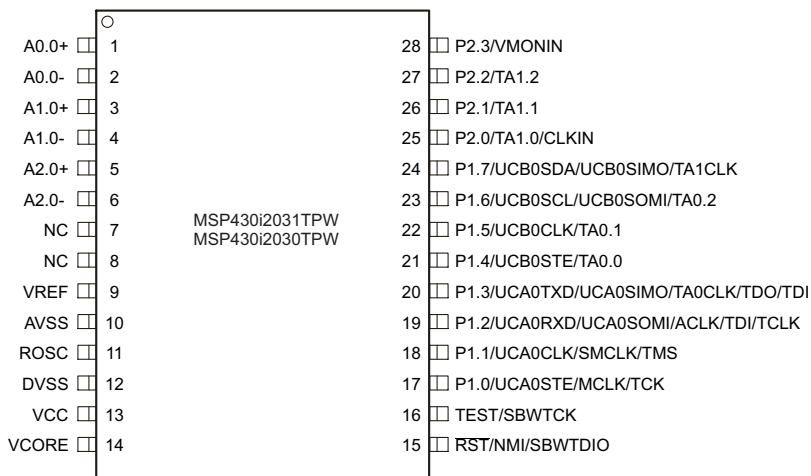 A0.0+ 1 28 P2.3/VMONIN
A0.0- 2 27 P2.2/TA1.2
A1.0+ 3 26 P2.1/TA1.1
A1.0- 4 25 P2.0/TA1.0/CLKIN
A2.0+ 5 24 P1.7/UCB0SDA/UCB0SIMO/TA1CLK
A2.0- 6 23 P1.6/UCB0SCL/UCB0SOMI/TA0.2
NC 7 MSP430i2031TPW 22 P1.5/UCB0CLK/TA0.1
MSP430i2030TPW
NC 8 21 P1.4/UCB0STE/TA0.0
VREF 9 20 P1.3/UCA0TXD/UCA0SIMO/TA0CLK/TDO/TDI
AVSS 10 19 P1.2/UCA0RXD/UCA0SOMI/ACLK/TDI/TCLK
ROSC 11 18 P1.1/UCA0CLK/SMCLK/TMS
DVSS 12 17 P1.0/UCA0STE/MCLK/TCK
VCC 13 16 TEST/SBWTCK
VCORE 14 15 RST/NMI/SBWTDIO